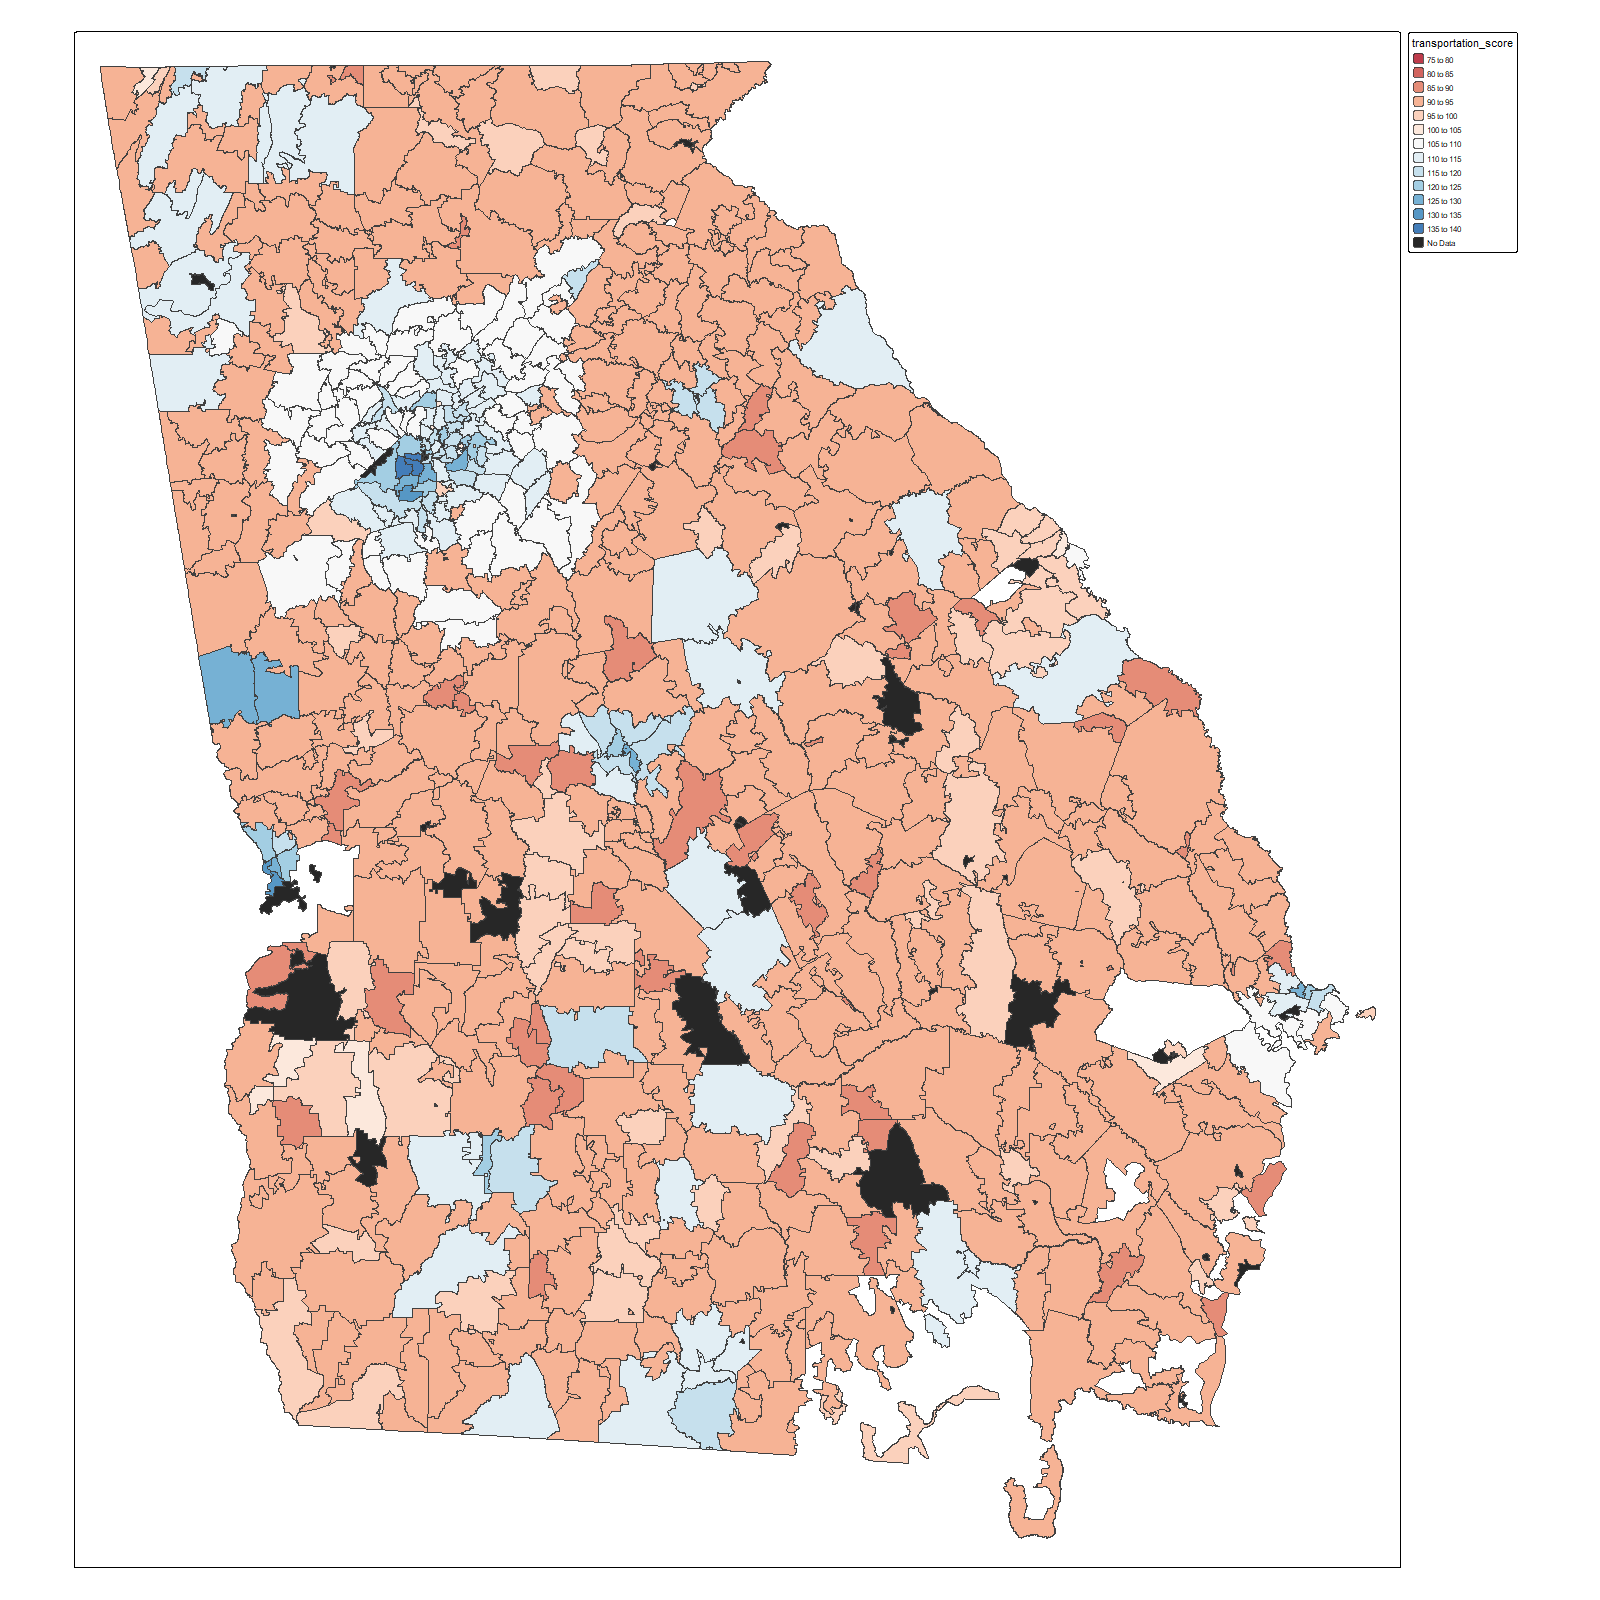 transportation_score
75 to 80
80 to 85
85 to 90
90 to 95
95 to 100
100 to 105
105 to 110
110 to 115
115 to 120
120 to 125
125 to 130
130 to 135
135 to 140
No Data